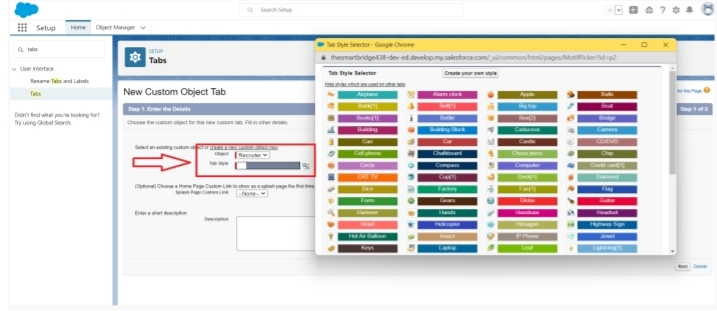 Search Setup
Setup
Home
Object Manager
tabs
User Interface
Rename Tabs and Labels
Tabs
Didn't find what you're looking for?
Try using Global Search.
SETUP
Tabs
New Custom Object Tab
Step 1. Enter the Details
Step 1 of 3
Choose the custom object for this new custom tab. Fill in other details.
Select an existing custom object or create a new custom object now.
Object Recruiter
Tab Style
(Optional) Choose a Home Page Custom Link to show as a splash page the first time
Splash Page Custom Link --None--
Enter a short description.
Description
Next Cancel
Tab Style Selector - Google Chrome
thesmartbridge438-dev-ed.develop.my.salesforce.com/_ui/common/html/pages/MotifPicker?id=p2
Tab Style Selector
Create your own style
Hide styles which are used on other tabs
Airplane Alarm clock Apple Balls
Bank[1] Bell[1] Big top Boat
Books[1] Bottle Box[2] Bridge
Building Building Block Caduceus Camera
Can Car Castle CD/DVD
Cell phone Chalkboard Chess piece Chip
Circle Compass Computer Credit card[1]
CRT TV Cup[1] Desk[1] Diamond
Dice Factory Fan[1] Flag
Form Gears Globe Guitar
Hammer Hands Handsaw Headset
Heart Helicopter Hexagon Highway Sign
Hot Air Balloon Insect IP Phone Jewel
Keys Laptop Leaf Lightning[1]